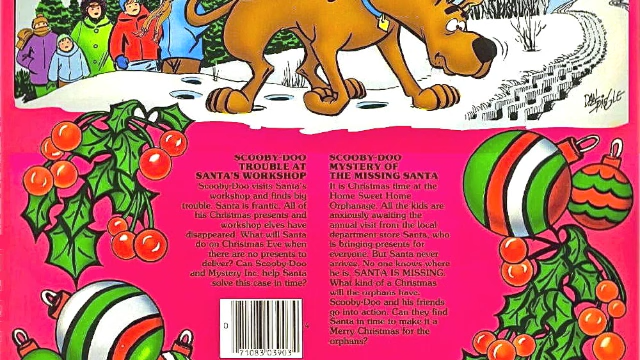 DAN SPIEGLE
SCOOBY-DOO
TROUBLE AT
SANTA'S WORKSHOP
Scooby-Doo visits Santa's
workshop and finds big
trouble. Santa is frantic. All of
his Christmas presents and
workshop elves have
disappeared. What will Santa
do on Christmas Eve when
there are no presents to
deliver? Can Scooby-Doo
and Mystery Inc. help Santa
solve this case in time?
SCOOBY-DOO
MYSTERY OF
THE MISSING SANTA
It is Christmas time at the
Home Sweet Home
Orphanage. All the kids are
anxiously awaiting the
annual visit from the local
department store Santa, who
is bringing presents for
everyone. But Santa never
arrives. No one knows where
he is. SANTA IS MISSING.
What kind of a Christmas
will the orphans have.
Scooby-Doo and his friends
go into action. Can they find
Santa in time to make it a
Merry Christmas for the
orphans?
0
71083 03903